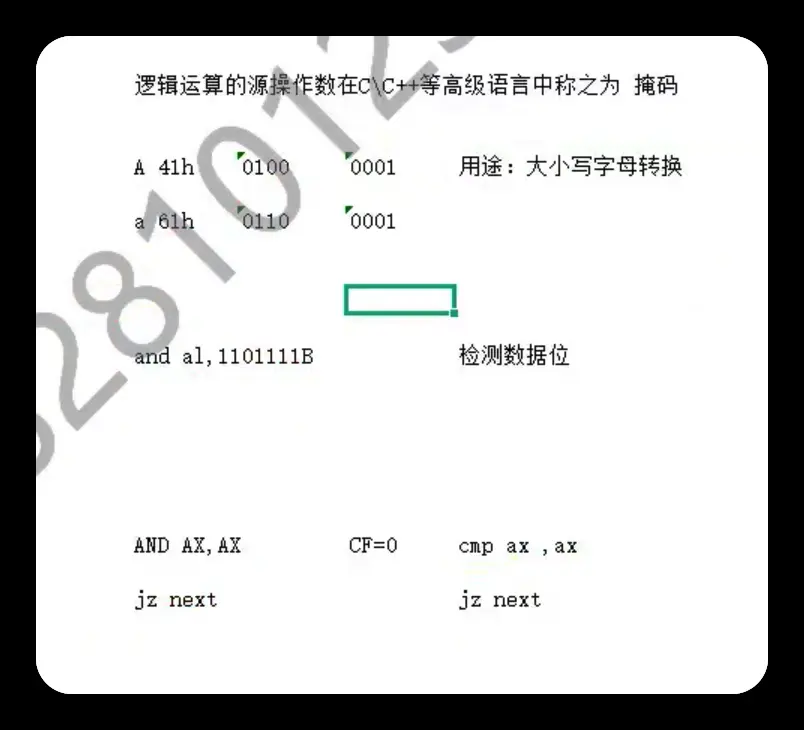 逻辑运算的源操作数在C\C++等高级语言中称之为 掩码
A 41h 0100 0001 用途：大小写字母转换
a 61h 0110 0001
and al,1101111B 检测数据位
AND AX,AX CF=0 cmp ax ,ax
jz next jz next